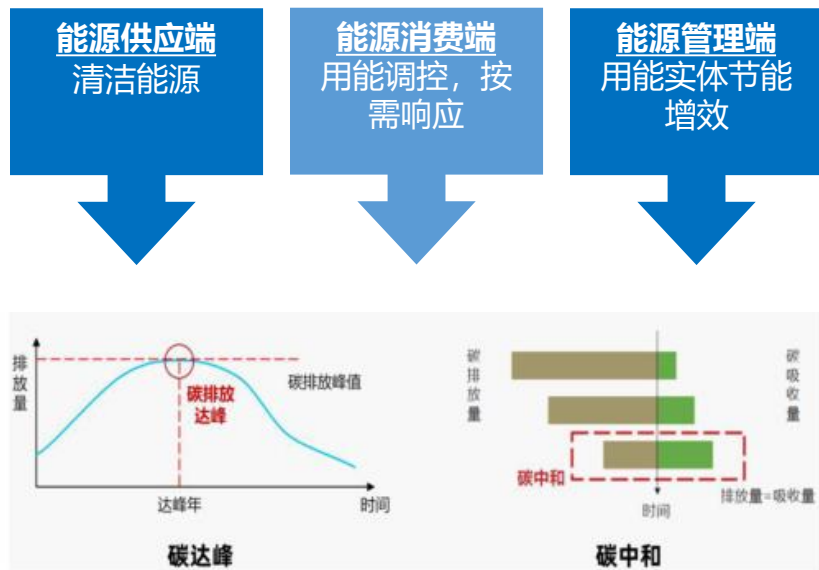 能源供应端
清洁能源
能源消费端
用能调控，按
需响应
能源管理端
用能实体节能
增效
排放量
碳排放峰值
碳排放
达峰
达峰年
时间
碳达峰
碳排放量
碳吸收量
碳中和
排放量=吸收量
时间
碳中和